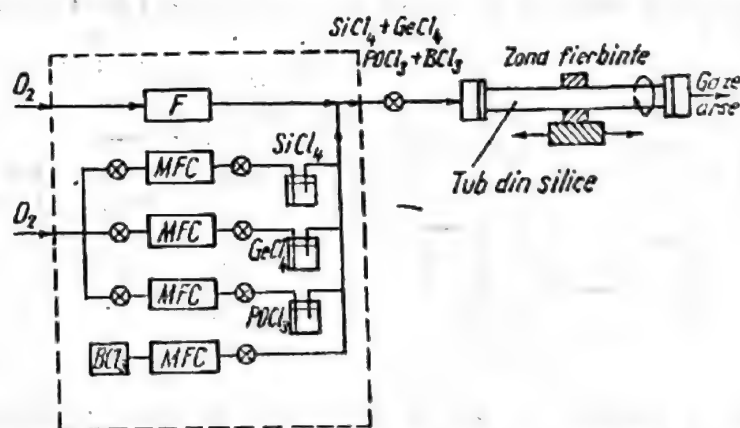 SiCl₄ + GeCl₄
POCl₃ + BCl₃
Zona fierbinte
O₂
F
Gaze
arse
MFC
SiCl₄
Tub din silice
O₂
MFC
GeCl₄
MFC
POCl₃
BCl₃
MFC